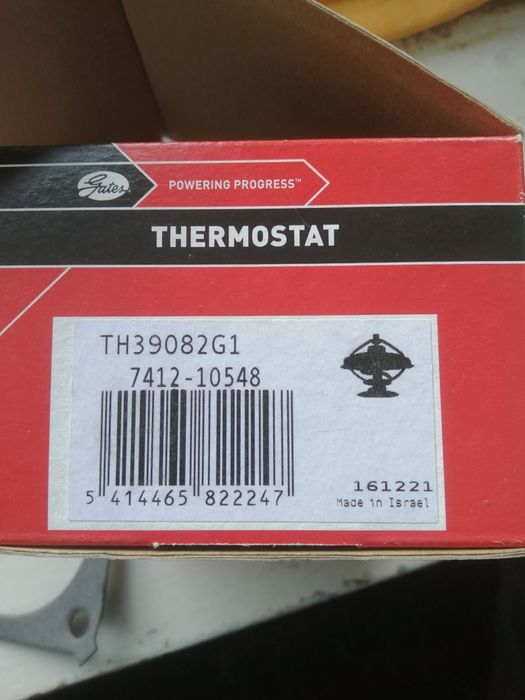 Gates
POWERING PROGRESS™
THERMOSTAT
TH39082G1
7412-10548
5 414465 822247
161221
Made in Israel